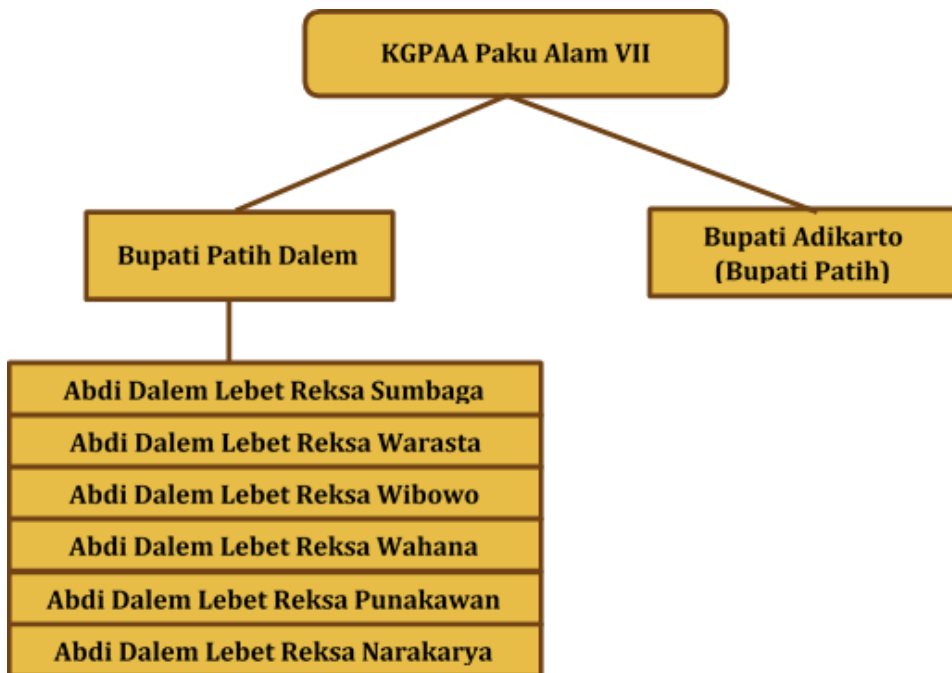 KGPAA Paku Alam VII
Bupati Patih Dalem
Bupati Adikarto
(Bupati Patih)
Abdi Dalem Lebet Reksa Sumbaga
Abdi Dalem Lebet Reksa Warasta
Abdi Dalem Lebet Reksa Wibowo
Abdi Dalem Lebet Reksa Wahana
Abdi Dalem Lebet Reksa Punakawan
Abdi Dalem Lebet Reksa Narakarya